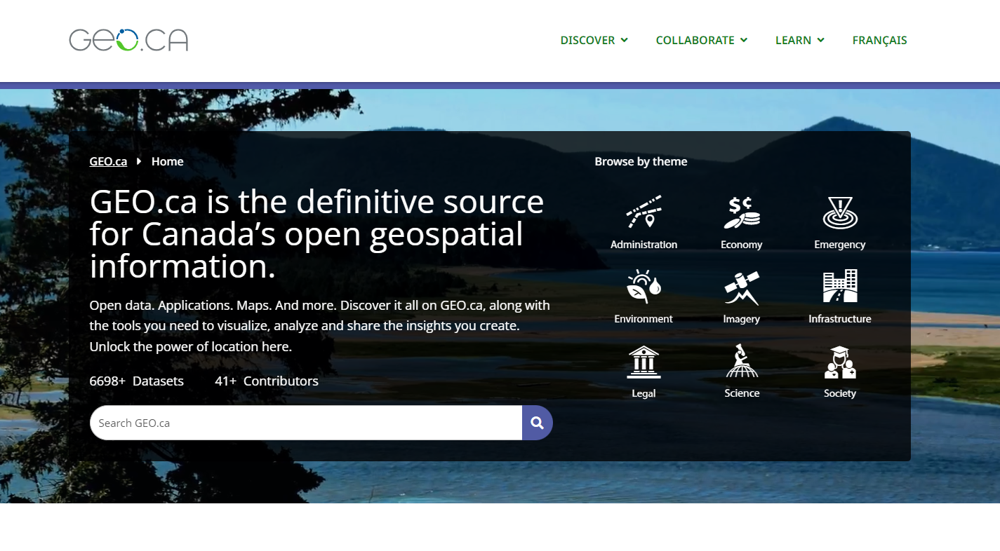 GEO.CA
DISCOVER
COLLABORATE
LEARN
FRANÇAIS
GEO.ca
Home
GEO.ca is the definitive source
for Canada’s open geospatial
information.
Open data. Applications. Maps. And more. Discover it all on GEO.ca, along with
the tools you need to visualize, analyze and share the insights you create.
Unlock the power of location here.
6698+ Datasets
41+ Contributors
Search GEO.ca
Browse by theme
Administration
Economy
Emergency
Environment
Imagery
Infrastructure
Legal
Science
Society